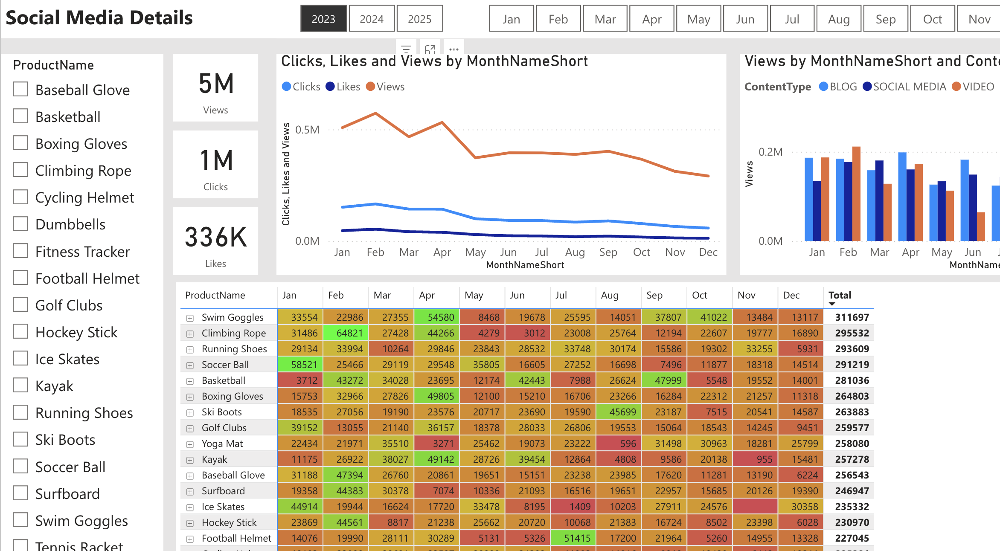 Social Media Details
2023 2024 2025 Jan Feb Mar Apr May Jun Jul Aug Sep Oct Nov
ProductName
Baseball Glove
Basketball
Boxing Gloves
Climbing Rope
Cycling Helmet
Dumbbells
Fitness Tracker
Football Helmet
Golf Clubs
Hockey Stick
Ice Skates
Kayak
Running Shoes
Ski Boots
Soccer Ball
Surfboard
Swim Goggles
Tennis Racket
5M
Views
1M
Clicks
336K
Likes
Clicks, Likes and Views by MonthNameShort
Clicks Likes Views
Clicks, Likes and Views
0.5M
0.0M
Jan Feb Mar Apr May Jun Jul Aug Sep Oct Nov Dec
MonthNameShort
Views by MonthNameShort and
ContentType BLOG SOCIAL MEDIA VIDEO
Views
0.2M
0.0M
Jan Feb Mar Apr May Jun
ProductName Jan Feb Mar Apr May Jun Jul Aug Sep Oct Nov Dec Total
Swim Goggles 33554 22986 27355 54580 8468 19678 25595 14051 37807 41022 13484 13117 311697
Climbing Rope 31486 64821 27428 44266 4279 3012 23008 25764 12194 22607 19777 16890 295532
Running Shoes 29134 33994 10264 29846 23843 28532 33748 30174 15586 19302 33255 5931 293609
Soccer Ball 58521 25466 29119 29548 35805 16605 27252 16698 7496 11877 18318 14514 291219
Basketball 3712 43272 34028 23695 12174 42443 7988 26624 47999 5548 19552 14001 281036
Boxing Gloves 15753 32966 27826 49805 12100 15210 16706 23266 16284 22312 21257 11318 264803
Ski Boots 18535 27056 19190 23576 20717 23690 19590 45699 23187 7515 20541 14587 263883
Golf Clubs 39152 13055 21140 36157 18378 28033 26806 19553 15064 18543 14245 9451 259577
Yoga Mat 22434 21971 35510 3271 25462 19073 23222 596 31498 30963 18281 25799 258080
Kayak 11175 26922 38027 49142 28726 39454 12864 4808 9586 20138 955 15481 257278
Baseball Glove 31188 47394 26760 20861 19651 15151 23238 23985 17620 11281 13190 6224 256543
Surfboard 19358 44383 30378 7074 10336 21093 16516 19651 22957 15685 20126 19390 246947
Ice Skates 44914 19944 16624 17720 33478 8195 1409 10203 27911 24576 30358 235332
Hockey Stick 23869 44561 8817 21238 25662 20720 10068 21383 16724 8502 23398 6028 230970
Football Helmet 14076 19990 28111 30289 5131 5326 51415 17200 21964 5260 14955 13328 227045